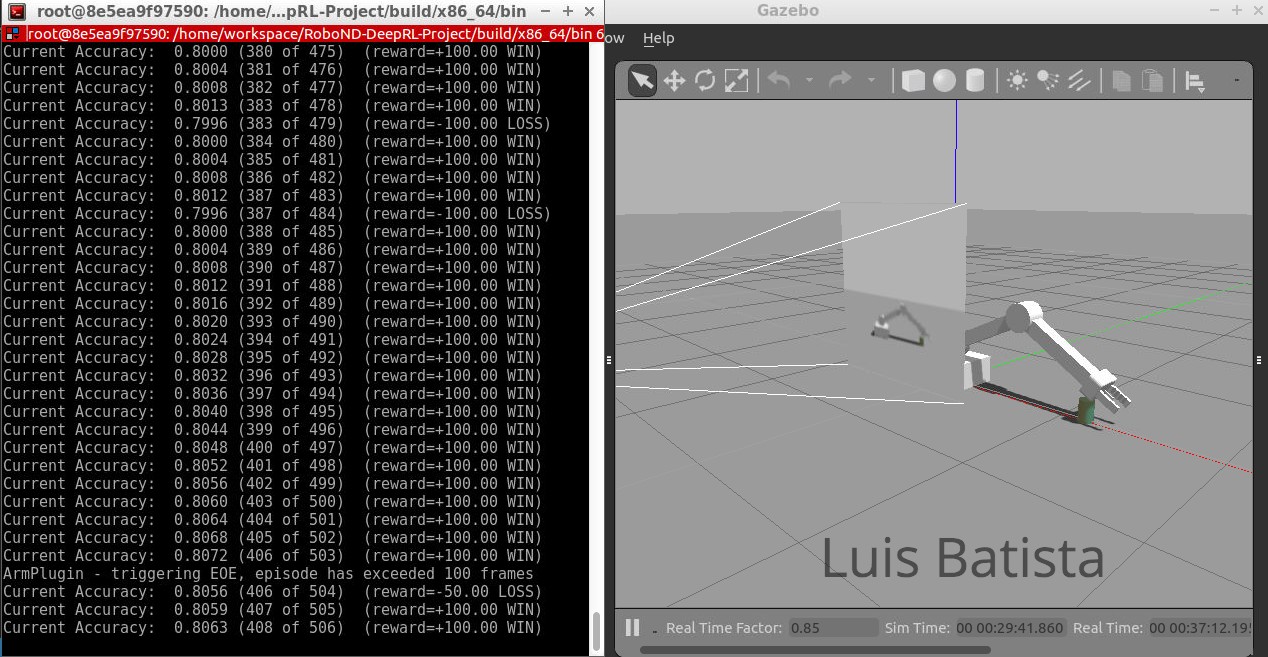 root@8e5ea9f97590: /home/...pRL-Project/build/x86_64/bin
root@8e5ea9f97590: /home/workspace/RoboND-DeepRL-Project/build/x86_64/bin 6
Current Accuracy:  0.8000 (380 of 475)  (reward=+100.00 WIN)
Current Accuracy:  0.8004 (381 of 476)  (reward=+100.00 WIN)
Current Accuracy:  0.8008 (382 of 477)  (reward=+100.00 WIN)
Current Accuracy:  0.8013 (383 of 478)  (reward=+100.00 WIN)
Current Accuracy:  0.7996 (383 of 479)  (reward=-100.00 LOSS)
Current Accuracy:  0.8000 (384 of 480)  (reward=+100.00 WIN)
Current Accuracy:  0.8004 (385 of 481)  (reward=+100.00 WIN)
Current Accuracy:  0.8008 (386 of 482)  (reward=+100.00 WIN)
Current Accuracy:  0.8012 (387 of 483)  (reward=+100.00 WIN)
Current Accuracy:  0.7996 (387 of 484)  (reward=-100.00 LOSS)
Current Accuracy:  0.8000 (388 of 485)  (reward=+100.00 WIN)
Current Accuracy:  0.8004 (389 of 486)  (reward=+100.00 WIN)
Current Accuracy:  0.8008 (390 of 487)  (reward=+100.00 WIN)
Current Accuracy:  0.8012 (391 of 488)  (reward=+100.00 WIN)
Current Accuracy:  0.8016 (392 of 489)  (reward=+100.00 WIN)
Current Accuracy:  0.8020 (393 of 490)  (reward=+100.00 WIN)
Current Accuracy:  0.8024 (394 of 491)  (reward=+100.00 WIN)
Current Accuracy:  0.8028 (395 of 492)  (reward=+100.00 WIN)
Current Accuracy:  0.8032 (396 of 493)  (reward=+100.00 WIN)
Current Accuracy:  0.8036 (397 of 494)  (reward=+100.00 WIN)
Current Accuracy:  0.8040 (398 of 495)  (reward=+100.00 WIN)
Current Accuracy:  0.8044 (399 of 496)  (reward=+100.00 WIN)
Current Accuracy:  0.8048 (400 of 497)  (reward=+100.00 WIN)
Current Accuracy:  0.8052 (401 of 498)  (reward=+100.00 WIN)
Current Accuracy:  0.8056 (402 of 499)  (reward=+100.00 WIN)
Current Accuracy:  0.8060 (403 of 500)  (reward=+100.00 WIN)
Current Accuracy:  0.8064 (404 of 501)  (reward=+100.00 WIN)
Current Accuracy:  0.8068 (405 of 502)  (reward=+100.00 WIN)
Current Accuracy:  0.8072 (406 of 503)  (reward=+100.00 WIN)
ArmPlugin - triggering EOE, episode has exceeded 100 frames
Current Accuracy:  0.8056 (406 of 504)  (reward=-50.00 LOSS)
Current Accuracy:  0.8059 (407 of 505)  (reward=+100.00 WIN)
Current Accuracy:  0.8063 (408 of 506)  (reward=+100.00 WIN)
Gazebo
ow Help
Luis Batista
Real Time Factor: 0.85 Sim Time: 00 00:29:41.860 Real Time: 00 00:37:12.19